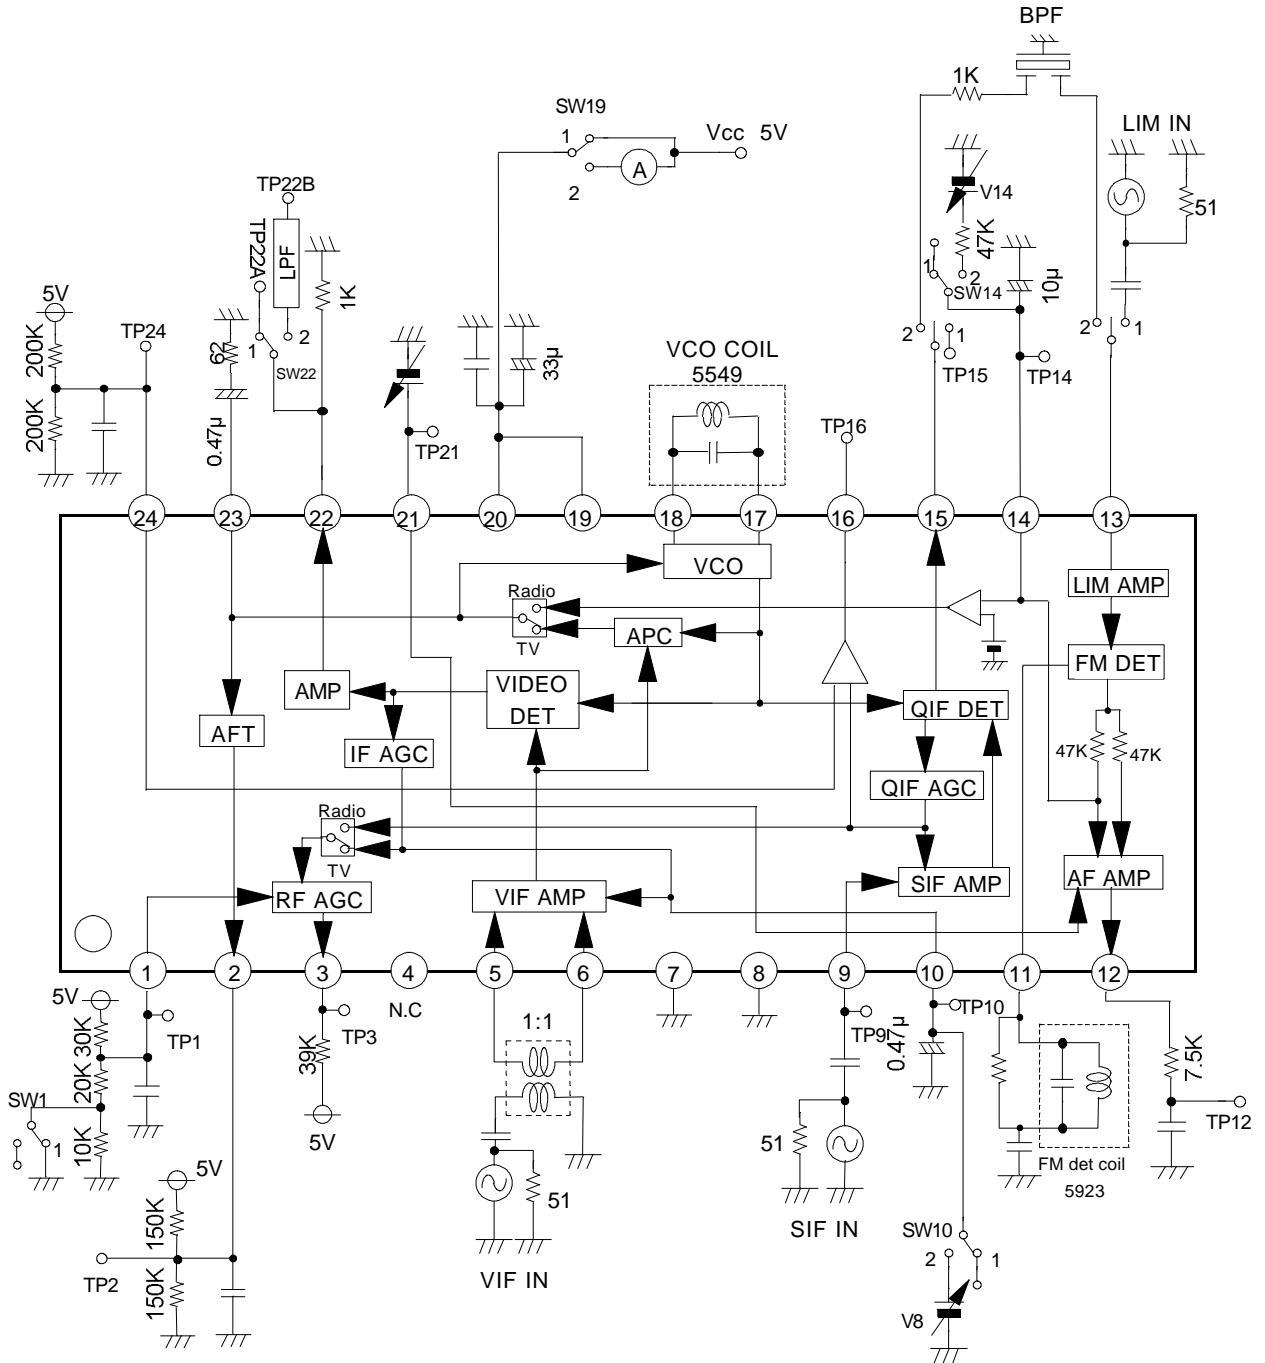 BPF
1K
LIM IN
SW19
1
Vcc 5V
A
2
51
TP22B
V14
TP22A
LPF
47K
1K
1
2
SW14
10µ
5V
TP24
200K
62
1
2
SW22
33µ
VCO COIL
5549
2
1
2
1
TP15
TP14
200K
0.47µ
TP21
TP16
24
23
22
21
20
19
18
17
16
15
14
13
VCO
LIM AMP
Radio
TV
APC
FM DET
AMP
VIDEO
DET
QIF DET
AFT
IF AGC
47K
47K
QIF AGC
Radio
TV
RF AGC
VIF AMP
SIF AMP
AF AMP
1
2
3
4
5
6
7
8
9
10
11
12
N.C
5V
TP1
TP3
1:1
TP9
TP10
30K
39K
0.47µ
7.5K
20K
SW1
1
10K
5V
51
TP12
FM det coil
5923
5V
51
150K
SIF IN
SW10
2
1
TP2
150K
VIF IN
V8